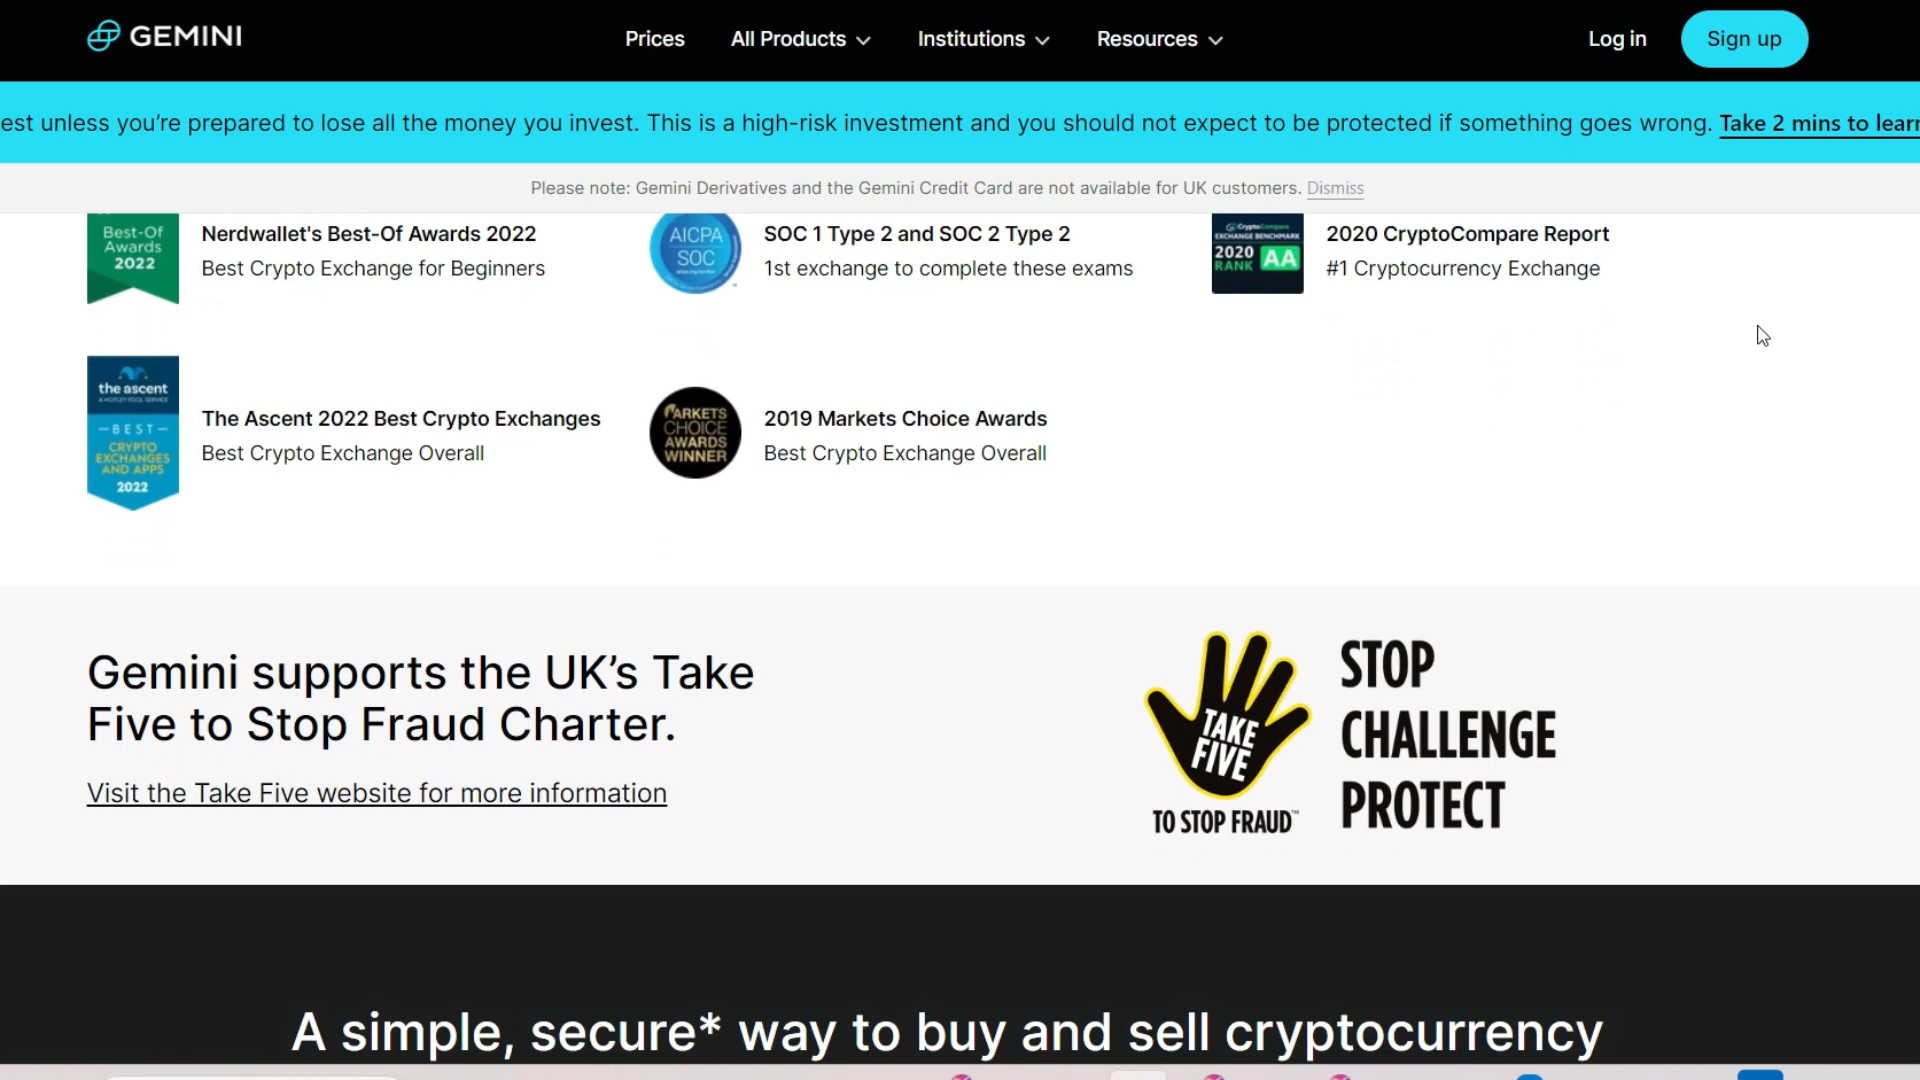 GEMINI
Prices
All Products
Institutions
Resources
Log in
Sign up
est unless you're prepared to lose all the money you invest. This is a high-risk investment and you should not expect to be protected if something goes wrong. Take 2 mins to learn
Please note: Gemini Derivatives and the Gemini Credit Card are not available for UK customers. Dismiss
Best-Of
Awards
2022
Nerdwallet's Best-Of Awards 2022
Best Crypto Exchange for Beginners
AICPA
SOC
SOC 1 Type 2 and SOC 2 Type 2
1st exchange to complete these exams
CryptoCompare
EXCHANGE BENCHMARK
2020
RANK
AA
2020 CryptoCompare Report
#1 Cryptocurrency Exchange
the ascent
A MOTLEY FOOL SERVICE
BEST
CRYPTO
EXCHANGES
AND APPS
2022
The Ascent 2022 Best Crypto Exchanges
Best Crypto Exchange Overall
MARKETS
CHOICE
AWARDS
WINNER
2019 Markets Choice Awards
Best Crypto Exchange Overall
Gemini supports the UK’s Take
Five to Stop Fraud Charter.
Visit the Take Five website for more information
TAKE
FIVE
TO STOP FRAUD™
STOP
CHALLENGE
PROTECT
A simple, secure* way to buy and sell cryptocurrency